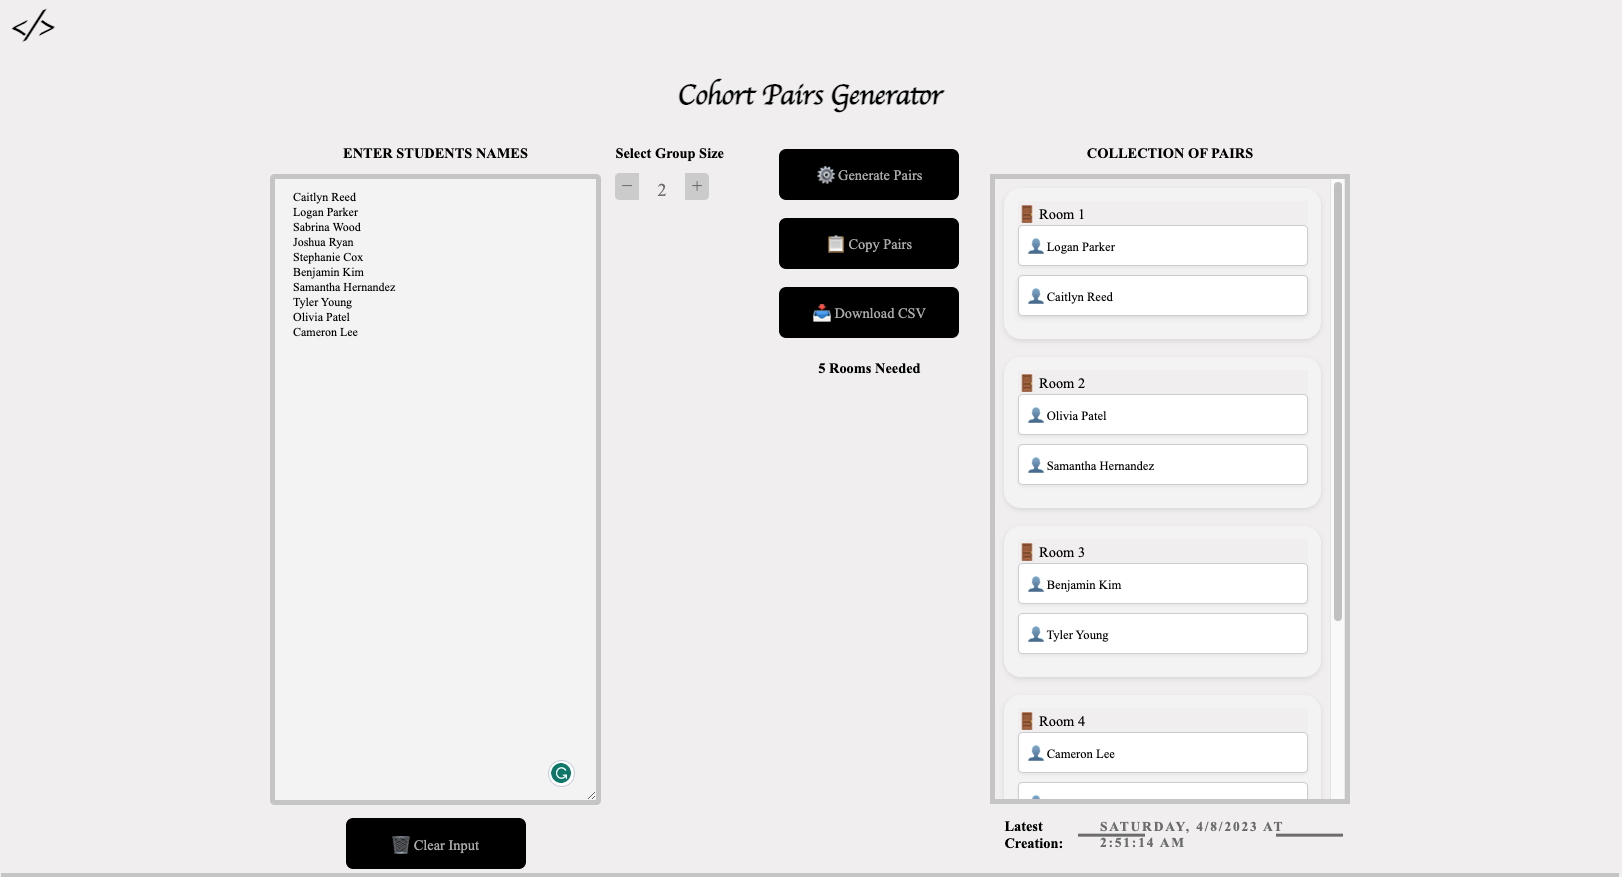 </>
Cohort Pairs Generator
ENTER STUDENTS NAMES
Caitlyn Reed
Logan Parker
Sabrina Wood
Joshua Ryan
Stephanie Cox
Benjamin Kim
Samantha Hernandez
Tyler Young
Olivia Patel
Cameron Lee
Clear Input
Select Group Size
− 2 +
Generate Pairs
Copy Pairs
Download CSV
5 Rooms Needed
COLLECTION OF PAIRS
Room 1
Logan Parker
Caitlyn Reed
Room 2
Olivia Patel
Samantha Hernandez
Room 3
Benjamin Kim
Tyler Young
Room 4
Cameron Lee
Latest
Creation:
SATURDAY, 4/8/2023 AT
2:51:14 AM